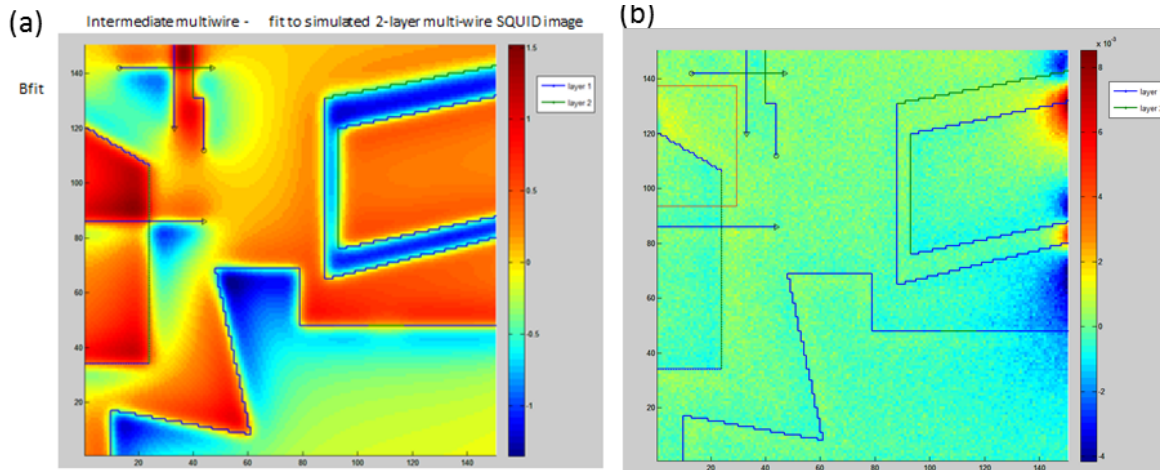 (a)
Intermediate multiwire - fit to simulated 2-layer multi-wire SQUID image
Bfit
140
120
100
80
60
40
20
20 40 60 80 100 120 140
layer 1
layer 2
1.5
1
0.5
0
-0.5
-1
(b)
140
120
100
80
60
40
20
20 40 60 80 100 120 140
layer
layer
x 10⁻³
8
6
4
2
0
-2
-4